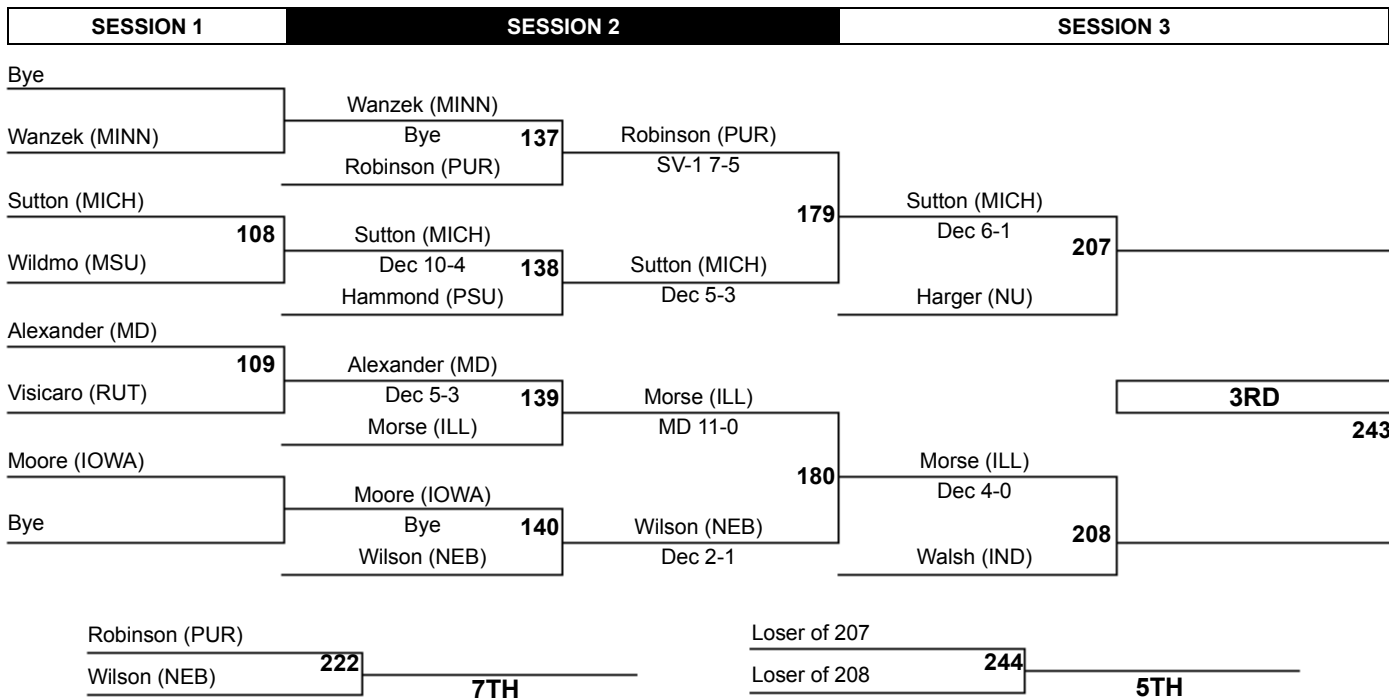 SESSION 1
SESSION 2
SESSION 3
Bye
Wanzek (MINN)
Wanzek (MINN)
Bye
137
Robinson (PUR)
Robinson (PUR)
SV-1 7-5
Sutton (MICH)
108
Wildmo (MSU)
Sutton (MICH)
Dec 10-4
138
Hammond (PSU)
Sutton (MICH)
Dec 5-3
179
Sutton (MICH)
Dec 6-1
207
Harger (NU)
Alexander (MD)
109
Visicaro (RUT)
Alexander (MD)
Dec 5-3
139
Morse (ILL)
Morse (ILL)
MD 11-0
3RD
243
Moore (IOWA)
Bye
Moore (IOWA)
Bye
140
Wilson (NEB)
Wilson (NEB)
Dec 2-1
180
Morse (ILL)
Dec 4-0
208
Walsh (IND)
Robinson (PUR)
222
Wilson (NEB)
7TH
Loser of 207
244
Loser of 208
5TH